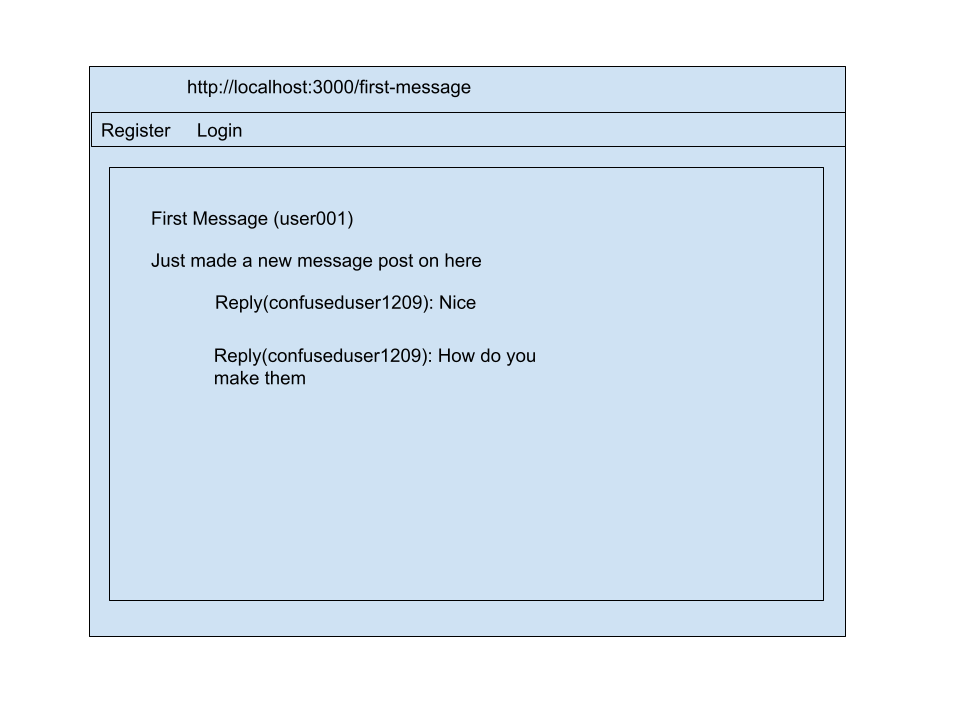 http://localhost:3000/first-message
Register Login
First Message (user001)
Just made a new message post on here
Reply(confuseduser1209): Nice
Reply(confuseduser1209): How do you
make them